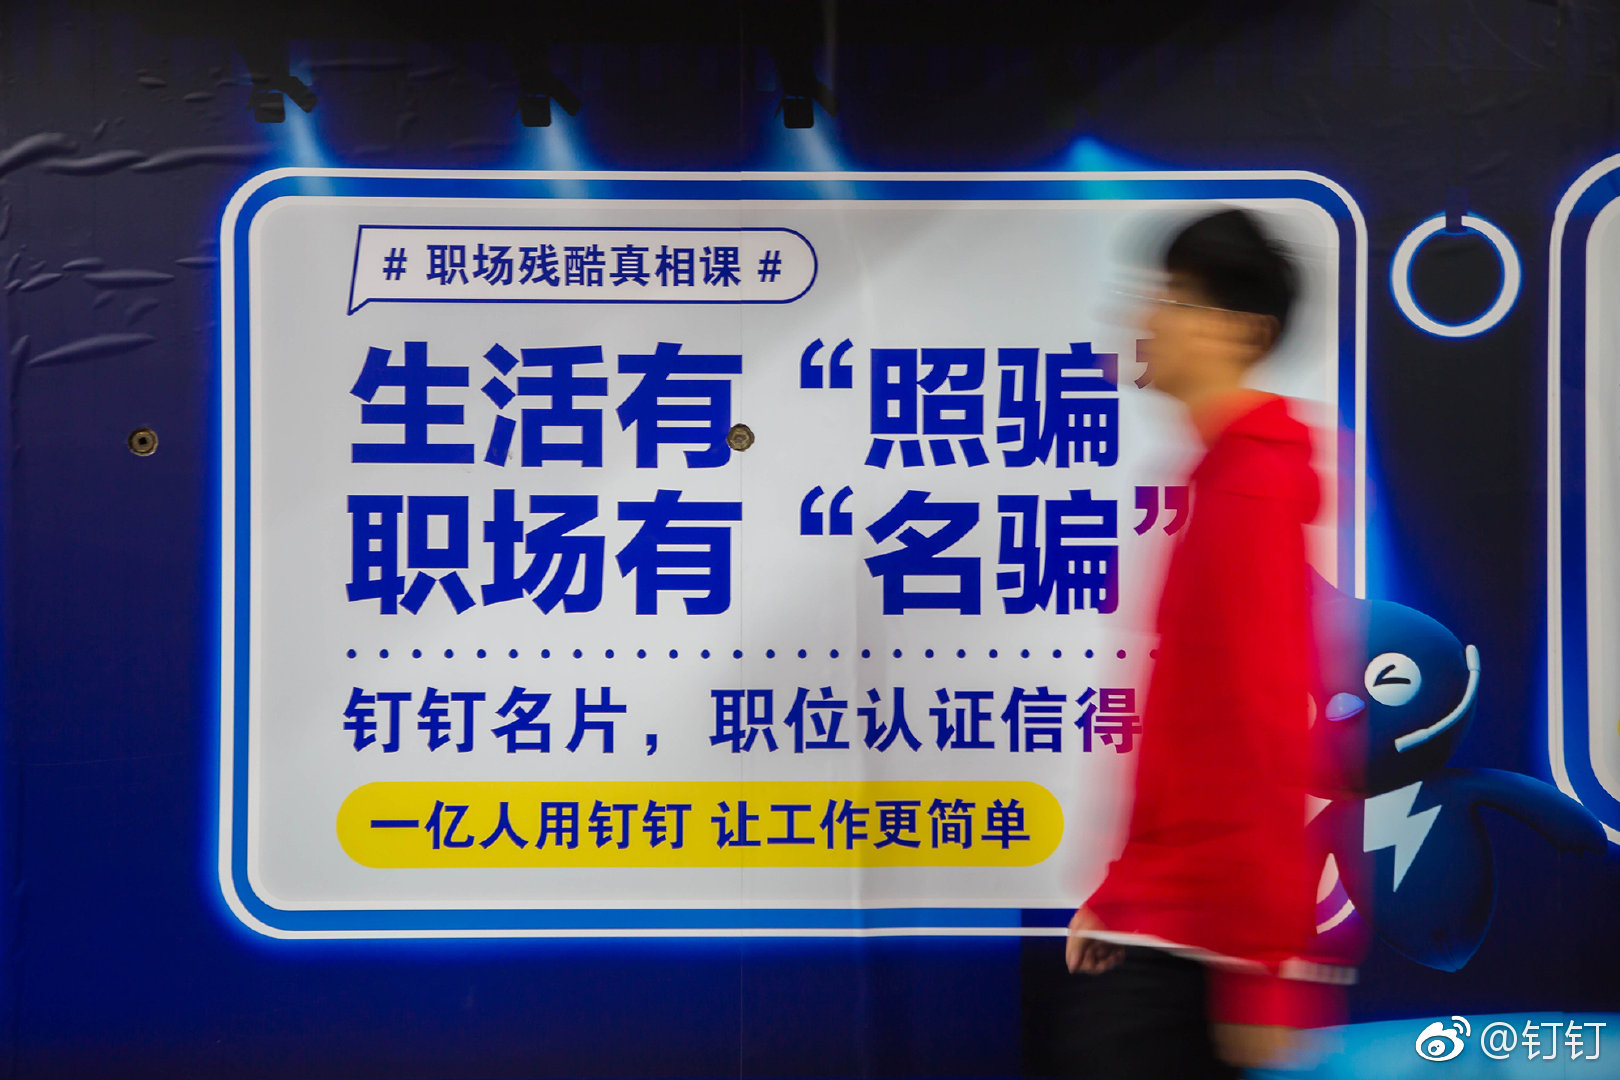 # 职场残酷真相课 #
生活有“照骗”
职场有“名骗”
钉钉名片，职位认证信得
一亿人用钉钉 让工作更简单
@钉钉